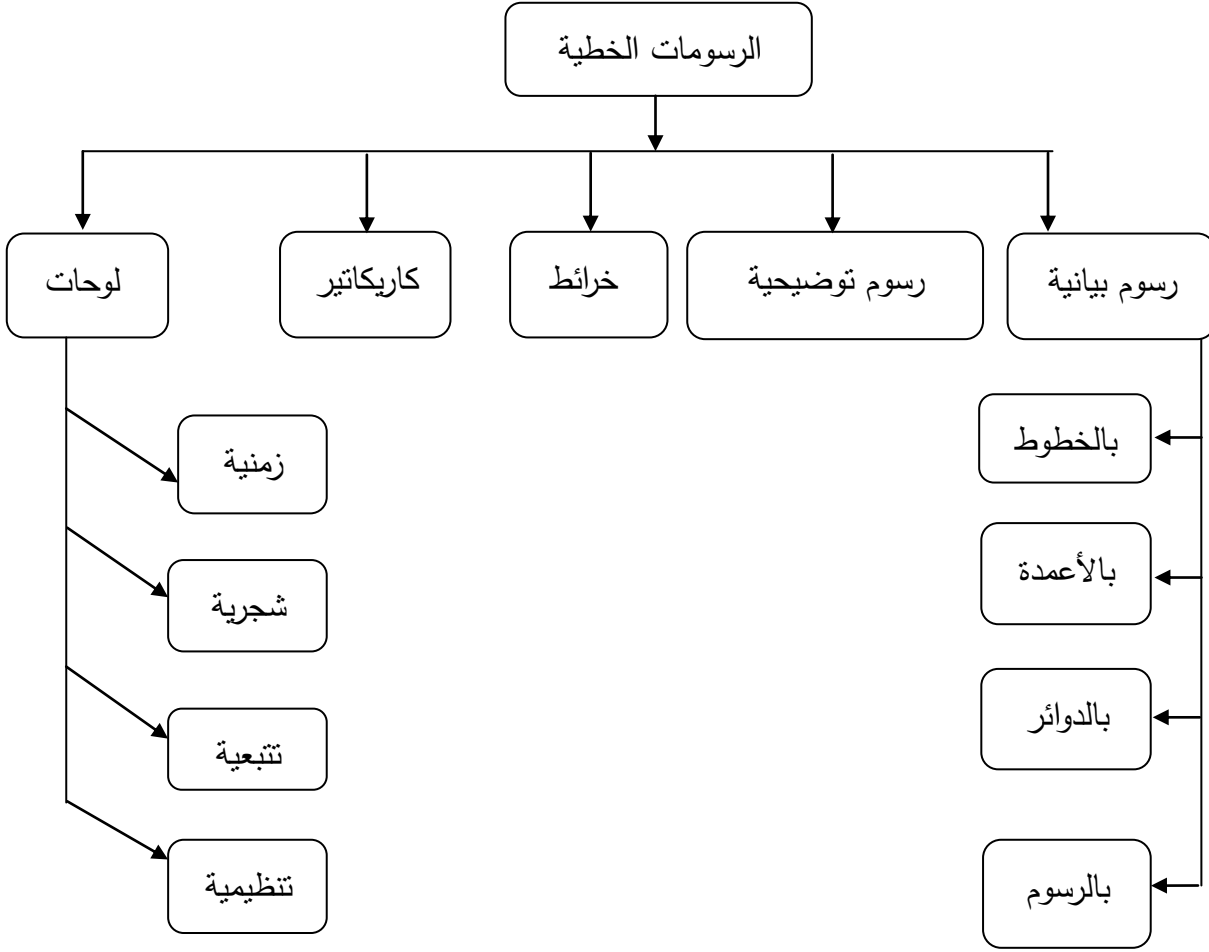 الرسومات الخطية
رسوم بيانية
رسوم توضيحية
خرائط
كاريكاتير
لوحات
بالخطوط
بالأعمدة
بالدوائر
بالرسوم
زمنية
شجرية
تتبعية
تنظيمية